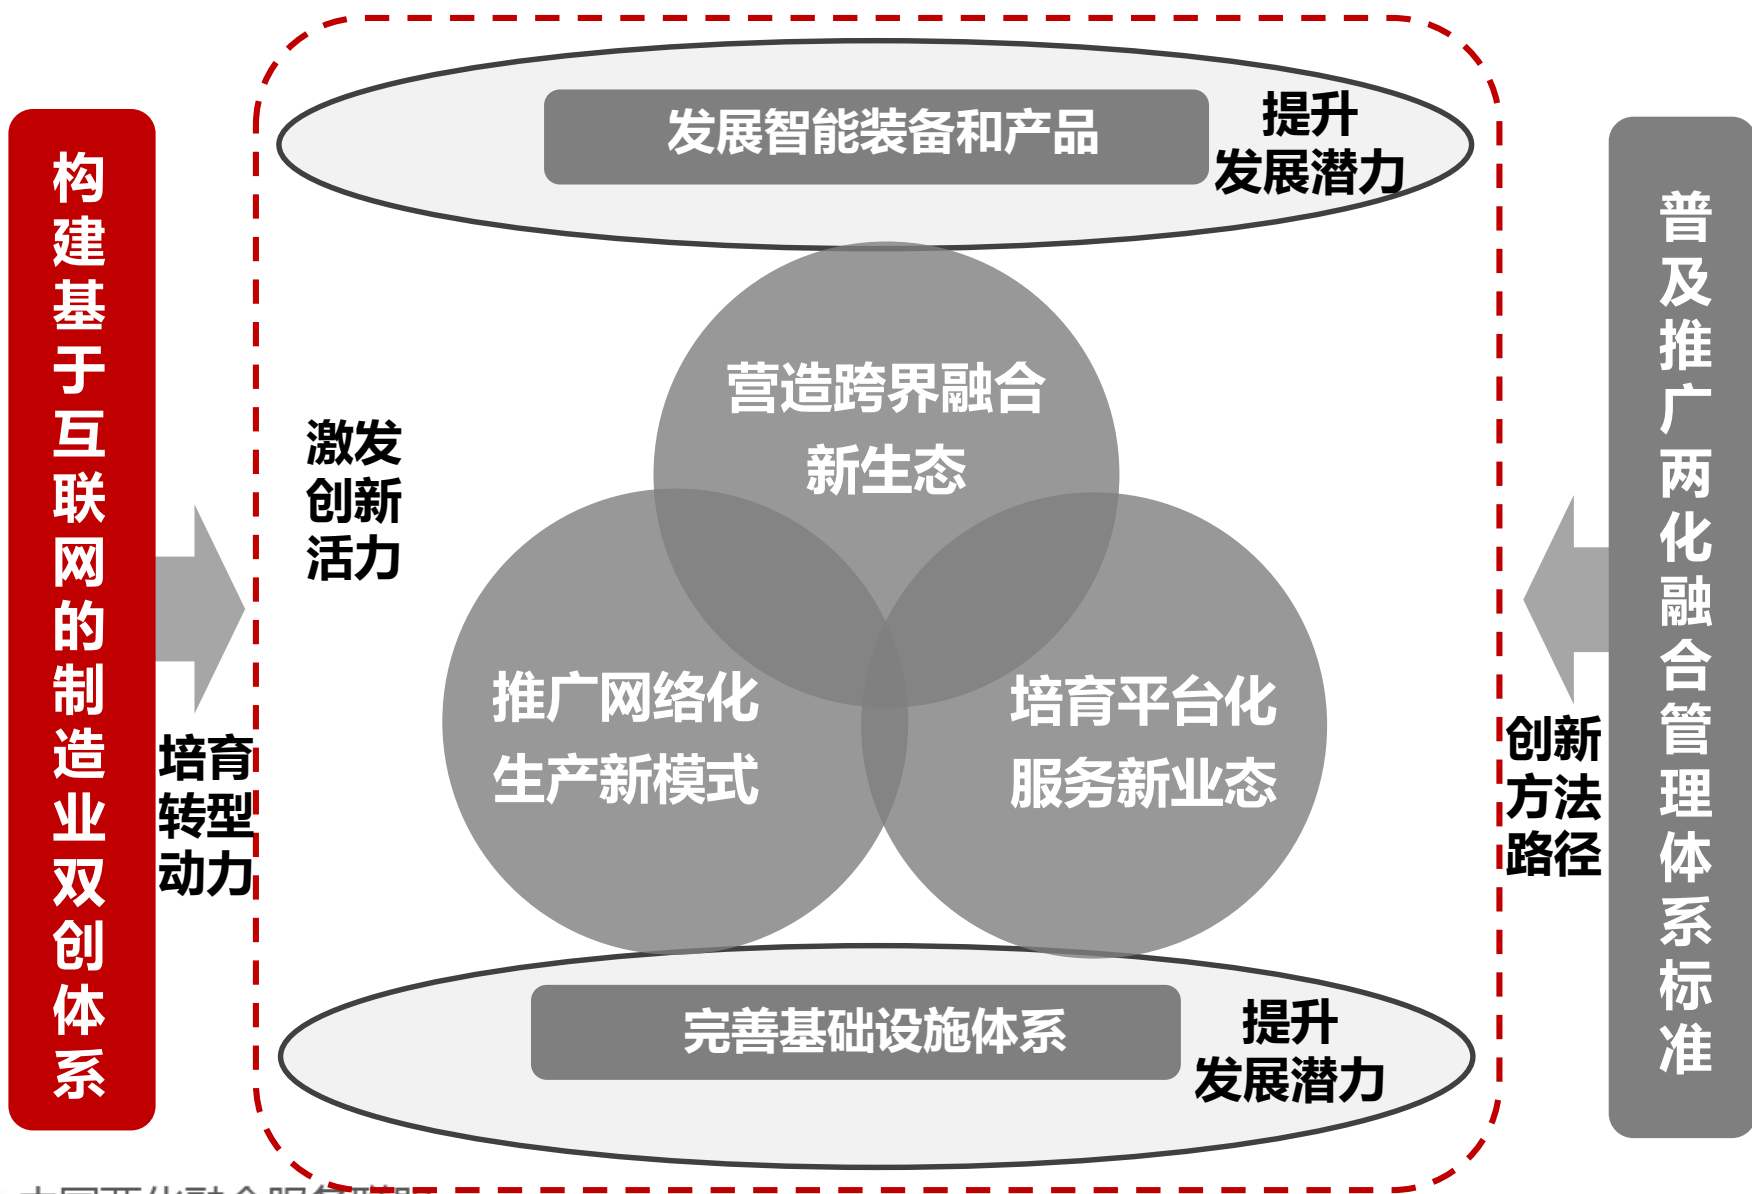 发展智能装备和产品
提升
发展潜力
构建基于互联网的制造业双创体系
培育
转型
动力
激发
创新
活力
营造跨界融合
新生态
推广网络化
生产新模式
培育平台化
服务新业态
创新
方法
路径
普及推广两化融合管理体系标准
完善基础设施体系
提升
发展潜力